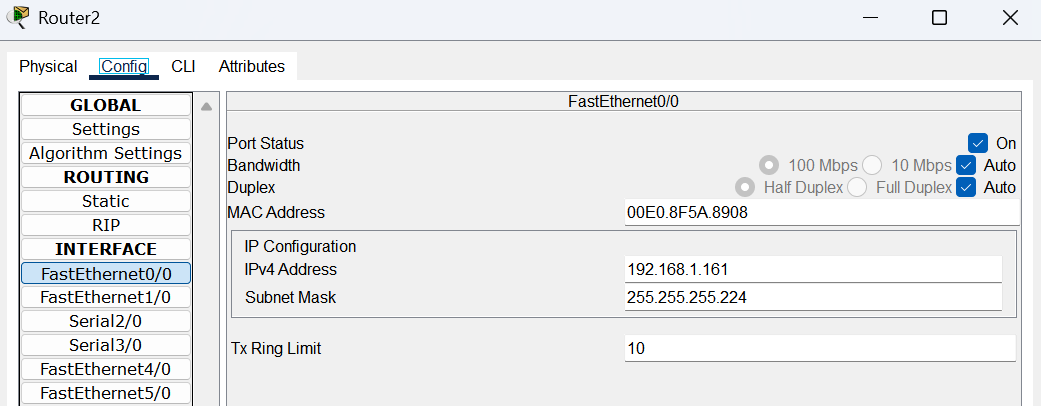 Router2
Physical Config CLI Attributes
GLOBAL
Settings
Algorithm Settings
ROUTING
Static
RIP
INTERFACE
FastEthernet0/0
FastEthernet1/0
Serial2/0
Serial3/0
FastEthernet4/0
FastEthernet5/0
FastEthernet0/0
Port Status On
Bandwidth 100 Mbps 10 Mbps Auto
Duplex Half Duplex Full Duplex Auto
MAC Address 00E0.8F5A.8908
IP Configuration
IPv4 Address 192.168.1.161
Subnet Mask 255.255.255.224
Tx Ring Limit 10